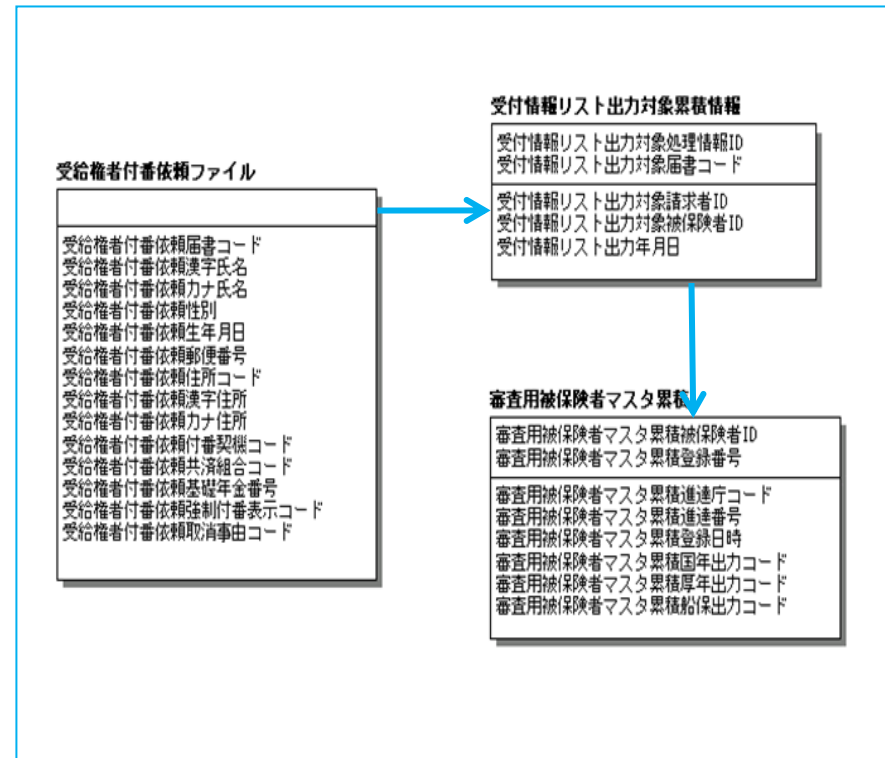 受給権者付番依頼ファイル
受給権者付番依頼届書コード
受給権者付番依頼漢字氏名
受給権者付番依頼カナ氏名
受給権者付番依頼性別
受給権者付番依頼生年月日
受給権者付番依頼郵便番号
受給権者付番依頼住所コード
受給権者付番依頼漢字住所
受給権者付番依頼カナ住所
受給権者付番依頼付番契機コード
受給権者付番依頼共済組合コード
受給権者付番依頼基礎年金番号
受給権者付番依頼強制付番表示コード
受給権者付番依頼取消事由コード
受付情報リスト出力対象累積情報
受付情報リスト出力対象処理情報ID
受付情報リスト出力対象届書コード
受付情報リスト出力対象請求者ID
受付情報リスト出力対象被保険者ID
受付情報リスト出力年月日
審査用被保険者マスタ累積
審査用被保険者マスタ累積被保険者ID
審査用被保険者マスタ累積登録番号
審査用被保険者マスタ累積進達庁コード
審査用被保険者マスタ累積進達番号
審査用被保険者マスタ累積登録日時
審査用被保険者マスタ累積国年出力コード
審査用被保険者マスタ累積厚年出力コード
審査用被保険者マスタ累積船保出力コード